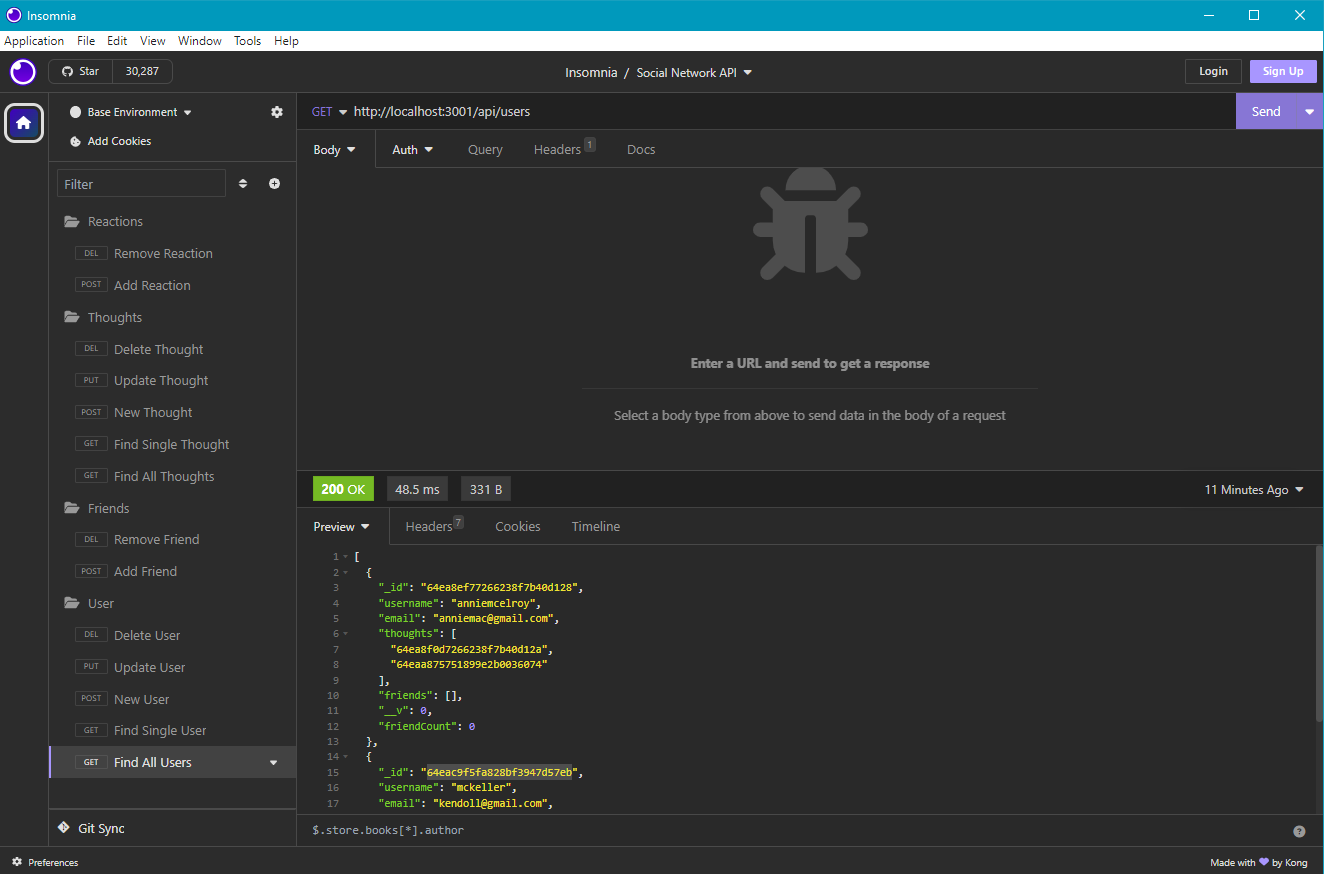 Insomnia
Application File Edit View Window Tools Help
Star 30,287
Insomnia / Social Network API
Login Sign Up
Base Environment
Add Cookies
Filter
Reactions
DEL Remove Reaction
POST Add Reaction
Thoughts
DEL Delete Thought
PUT Update Thought
POST New Thought
GET Find Single Thought
GET Find All Thoughts
Friends
DEL Remove Friend
POST Add Friend
User
DEL Delete User
PUT Update User
POST New User
GET Find Single User
GET Find All Users
Git Sync
GET http://localhost:3001/api/users Send
Body Auth Query Headers 1 Docs
Enter a URL and send to get a response
Select a body type from above to send data in the body of a request
200 OK 48.5 ms 331 B 11 Minutes Ago
Preview Headers 7 Cookies Timeline
1 [
2 {
3 "_id": "64ea8ef77266238f7b40d128",
4 "username": "anniemcelroy",
5 "email": "anniemac@gmail.com",
6 "thoughts": [
7 "64ea8f0d7266238f7b40d12a",
8 "64eaa875751899e2b0036074"
9 ],
10 "friends": [],
11 "__v": 0,
12 "friendCount": 0
13 },
14 {
15 "_id": "64eac9f5fa828bf3947d57eb",
16 "username": "mckeller",
17 "email": "kendoll@gmail.com",
$.store.books[*].author
?
Preferences
Made with by Kong